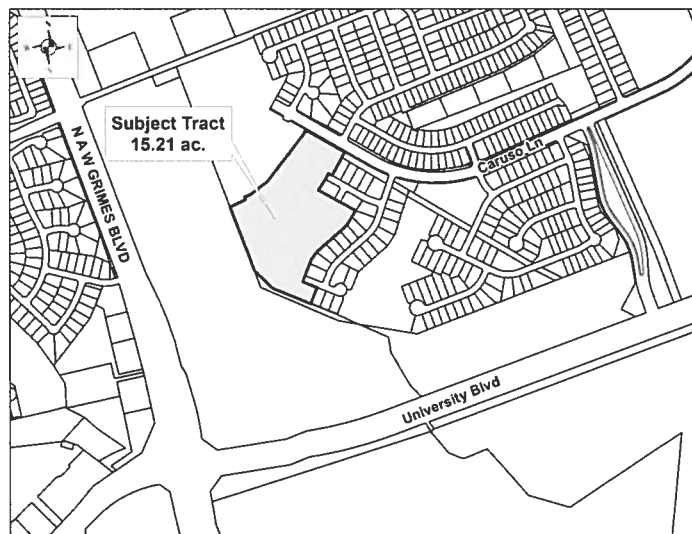 Subject Tract
15.21 ac.
N A W GRIMES BLVD
Caruso Ln
University Blvd